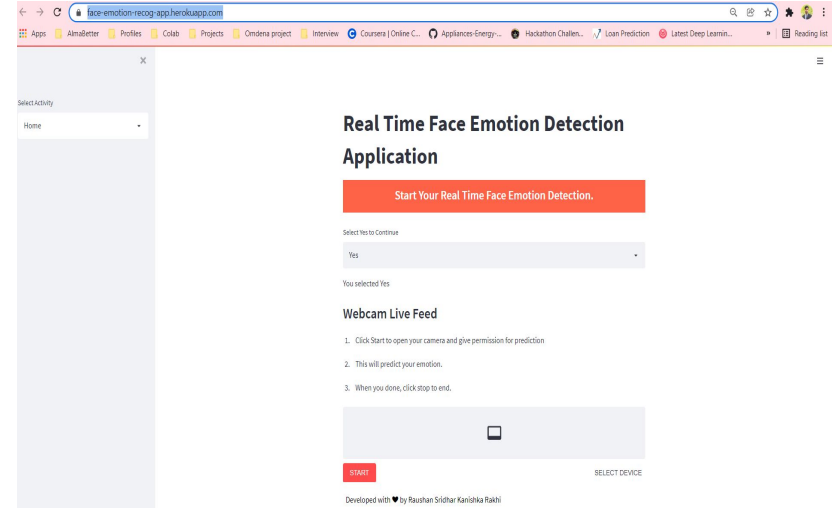 face-emotion-recog-app.herokuapp.com
Apps AlmaBetter Profiles Colab Projects Omdena project Interview Coursera | Online C... Appliances-Energy-... Hackathon Challen... Loan Prediction Latest Deep Learnin... » Reading list
Select Activity
Home
Real Time Face Emotion Detection
Application
Start Your Real Time Face Emotion Detection.
Select Yes to Continue
Yes
You selected Yes
Webcam Live Feed
1. Click Start to open your camera and give permission for prediction
2. This will predict your emotion.
3. When you done, click stop to end.
START SELECT DEVICE
Developed with ♥ by Raushan Sridhar Kanishka Rakhi